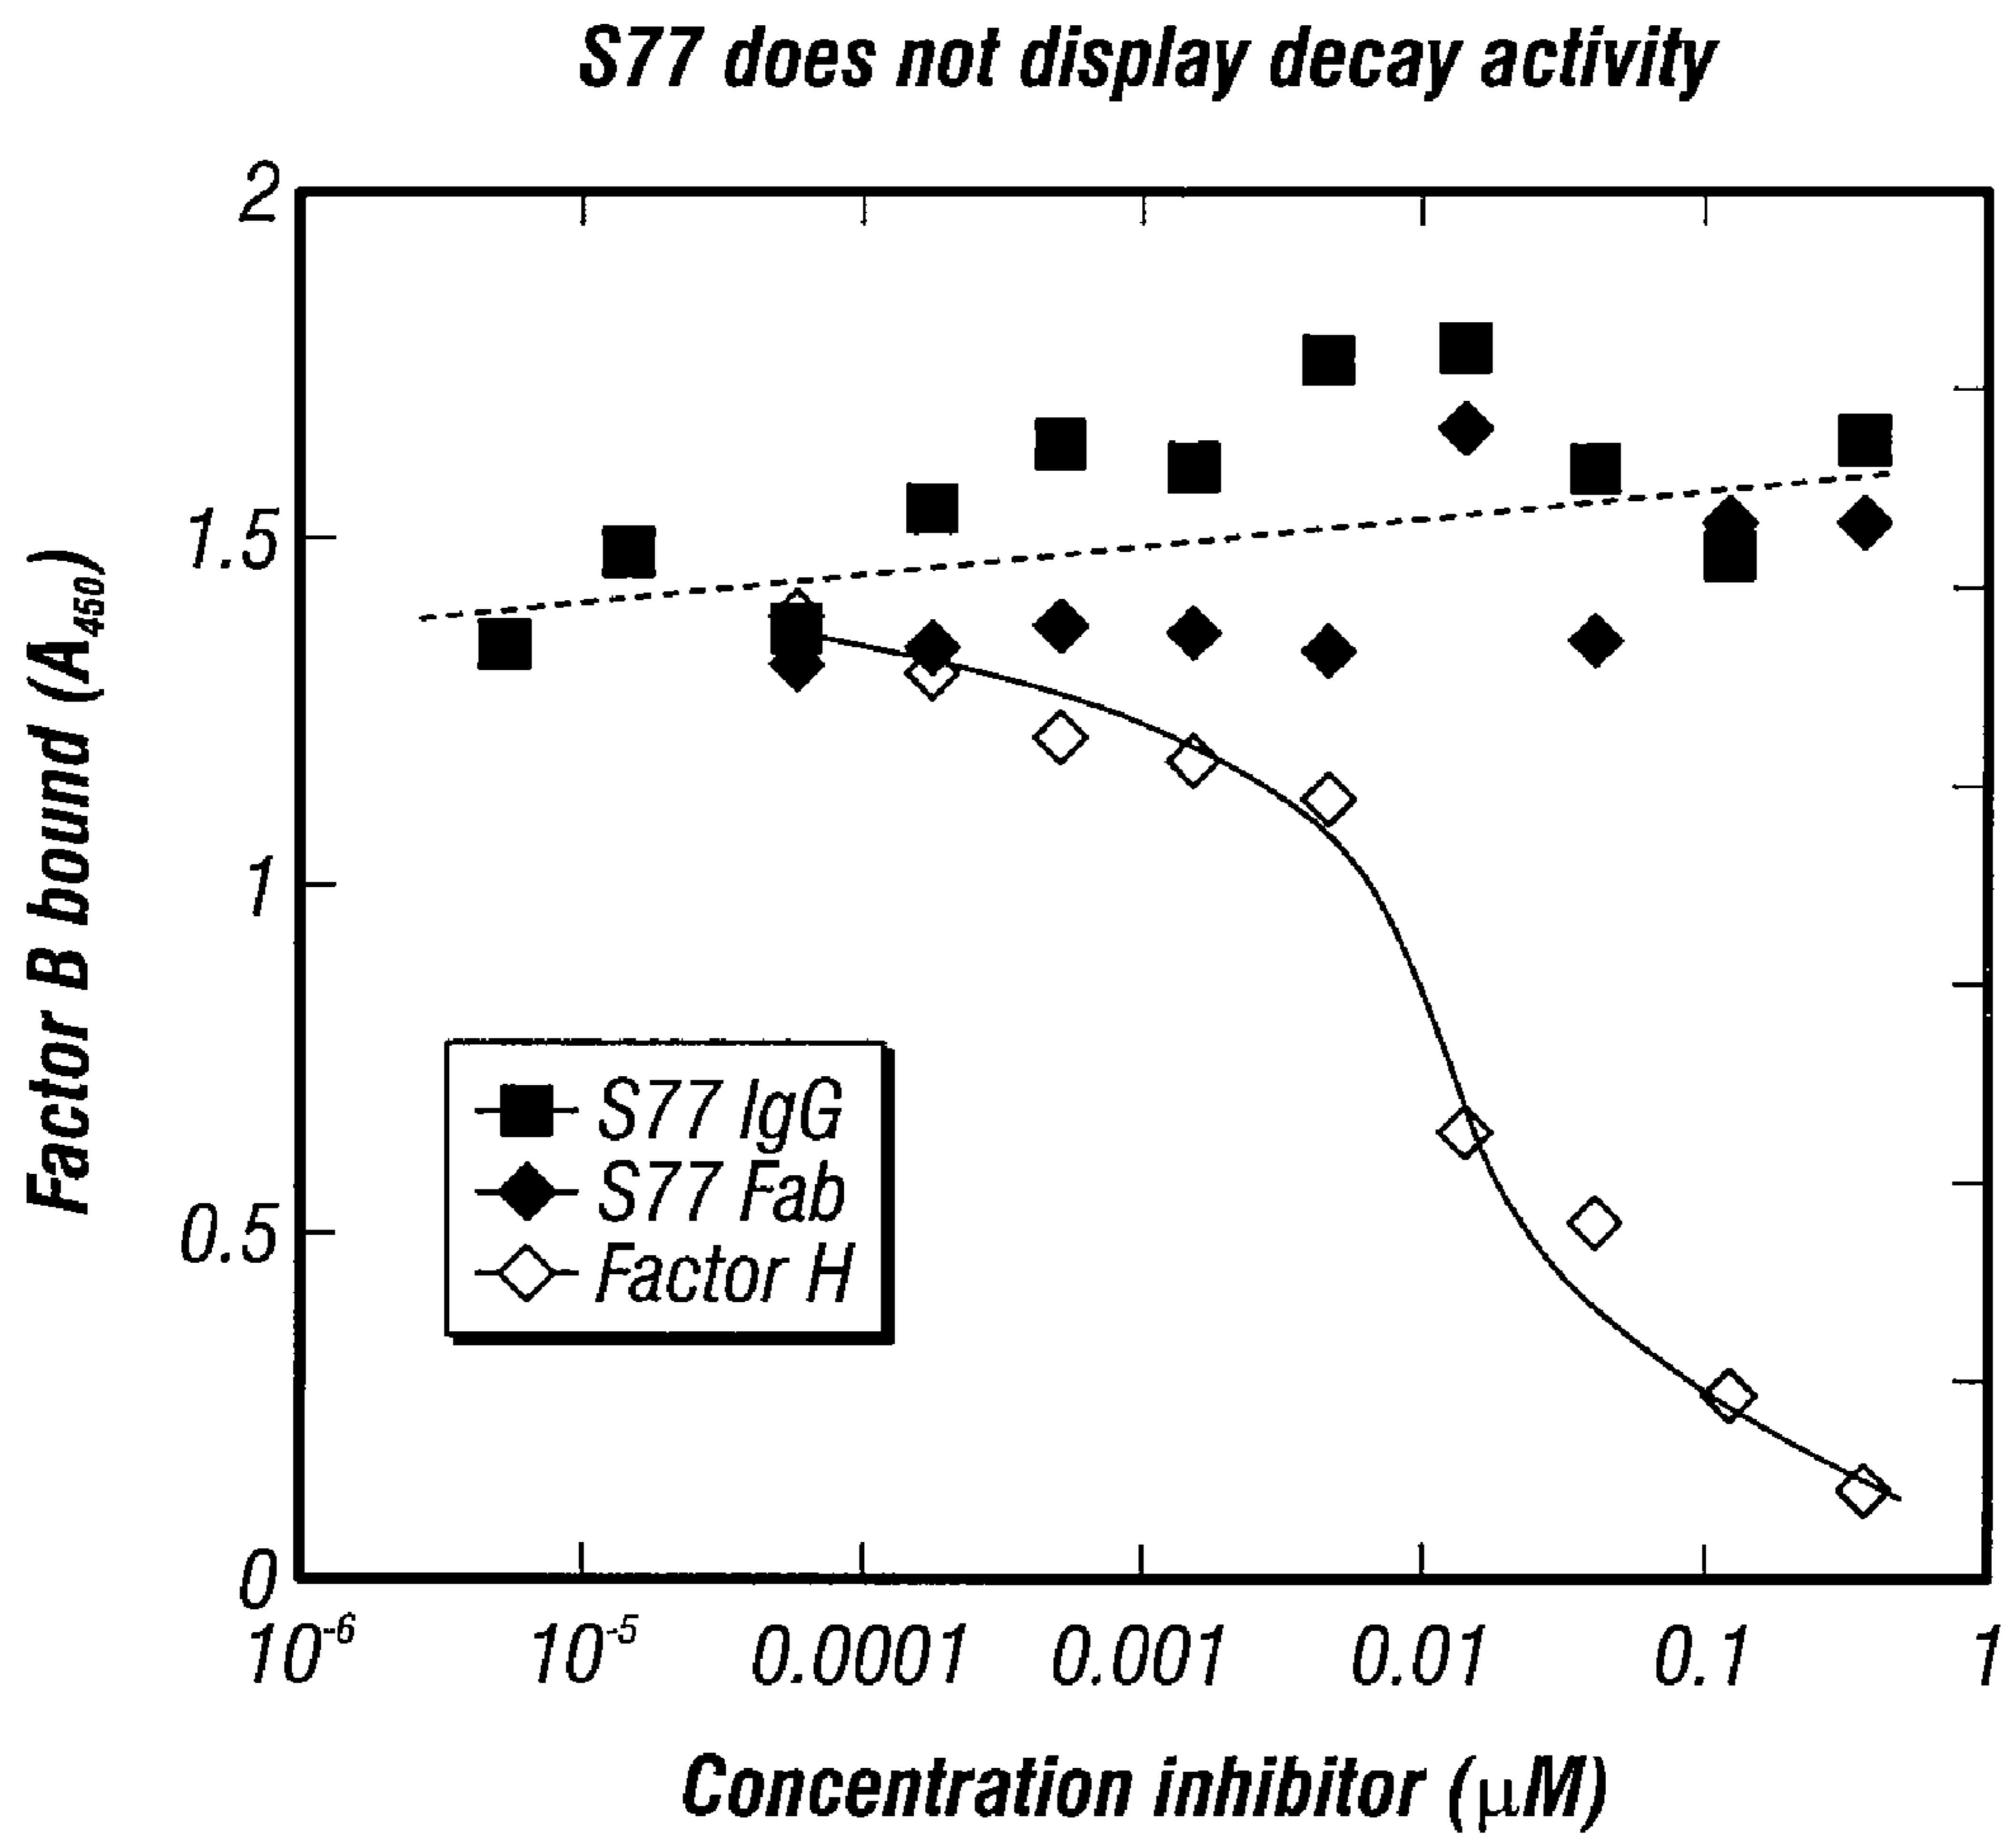 S77 does not display decay activity
Factor B bound (A450)
2
1.5
1
0.5
0
S77 IgG
S77 Fab
Factor H
10-6
10-5
0.0001
0.001
0.01
0.1
1
Concentration inhibitor (μM)